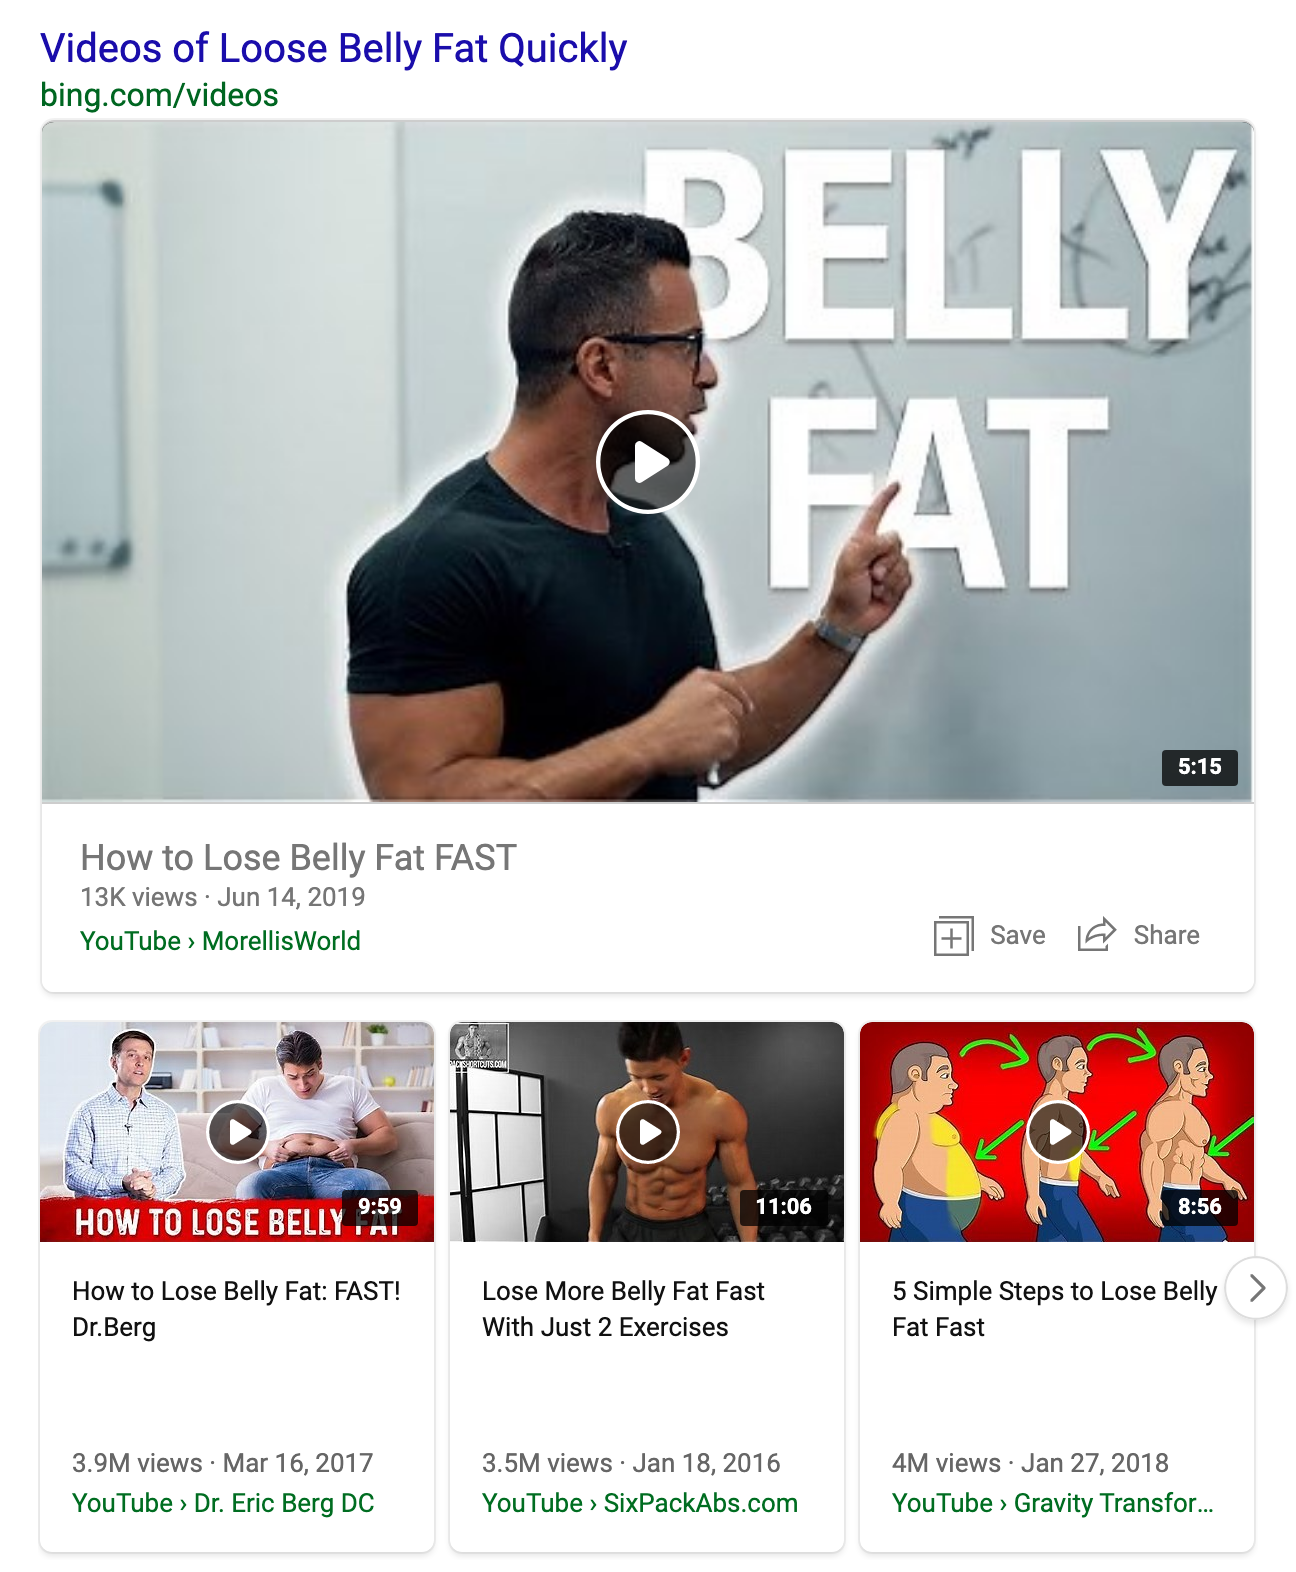 Videos of Loose Belly Fat Quickly
bing.com/videos
BELLY
FAT
5:15
How to Lose Belly Fat FAST
13K views · Jun 14, 2019
YouTube › MorellisWorld
Save
Share
HOW TO LOSE BELLY FAT
9:59
How to Lose Belly Fat: FAST!
Dr.Berg
3.9M views · Mar 16, 2017
YouTube › Dr. Eric Berg DC
11:06
Lose More Belly Fat Fast
With Just 2 Exercises
3.5M views · Jan 18, 2016
YouTube › SixPackAbs.com
8:56
5 Simple Steps to Lose Belly
Fat Fast
4M views · Jan 27, 2018
YouTube › Gravity Transfor...